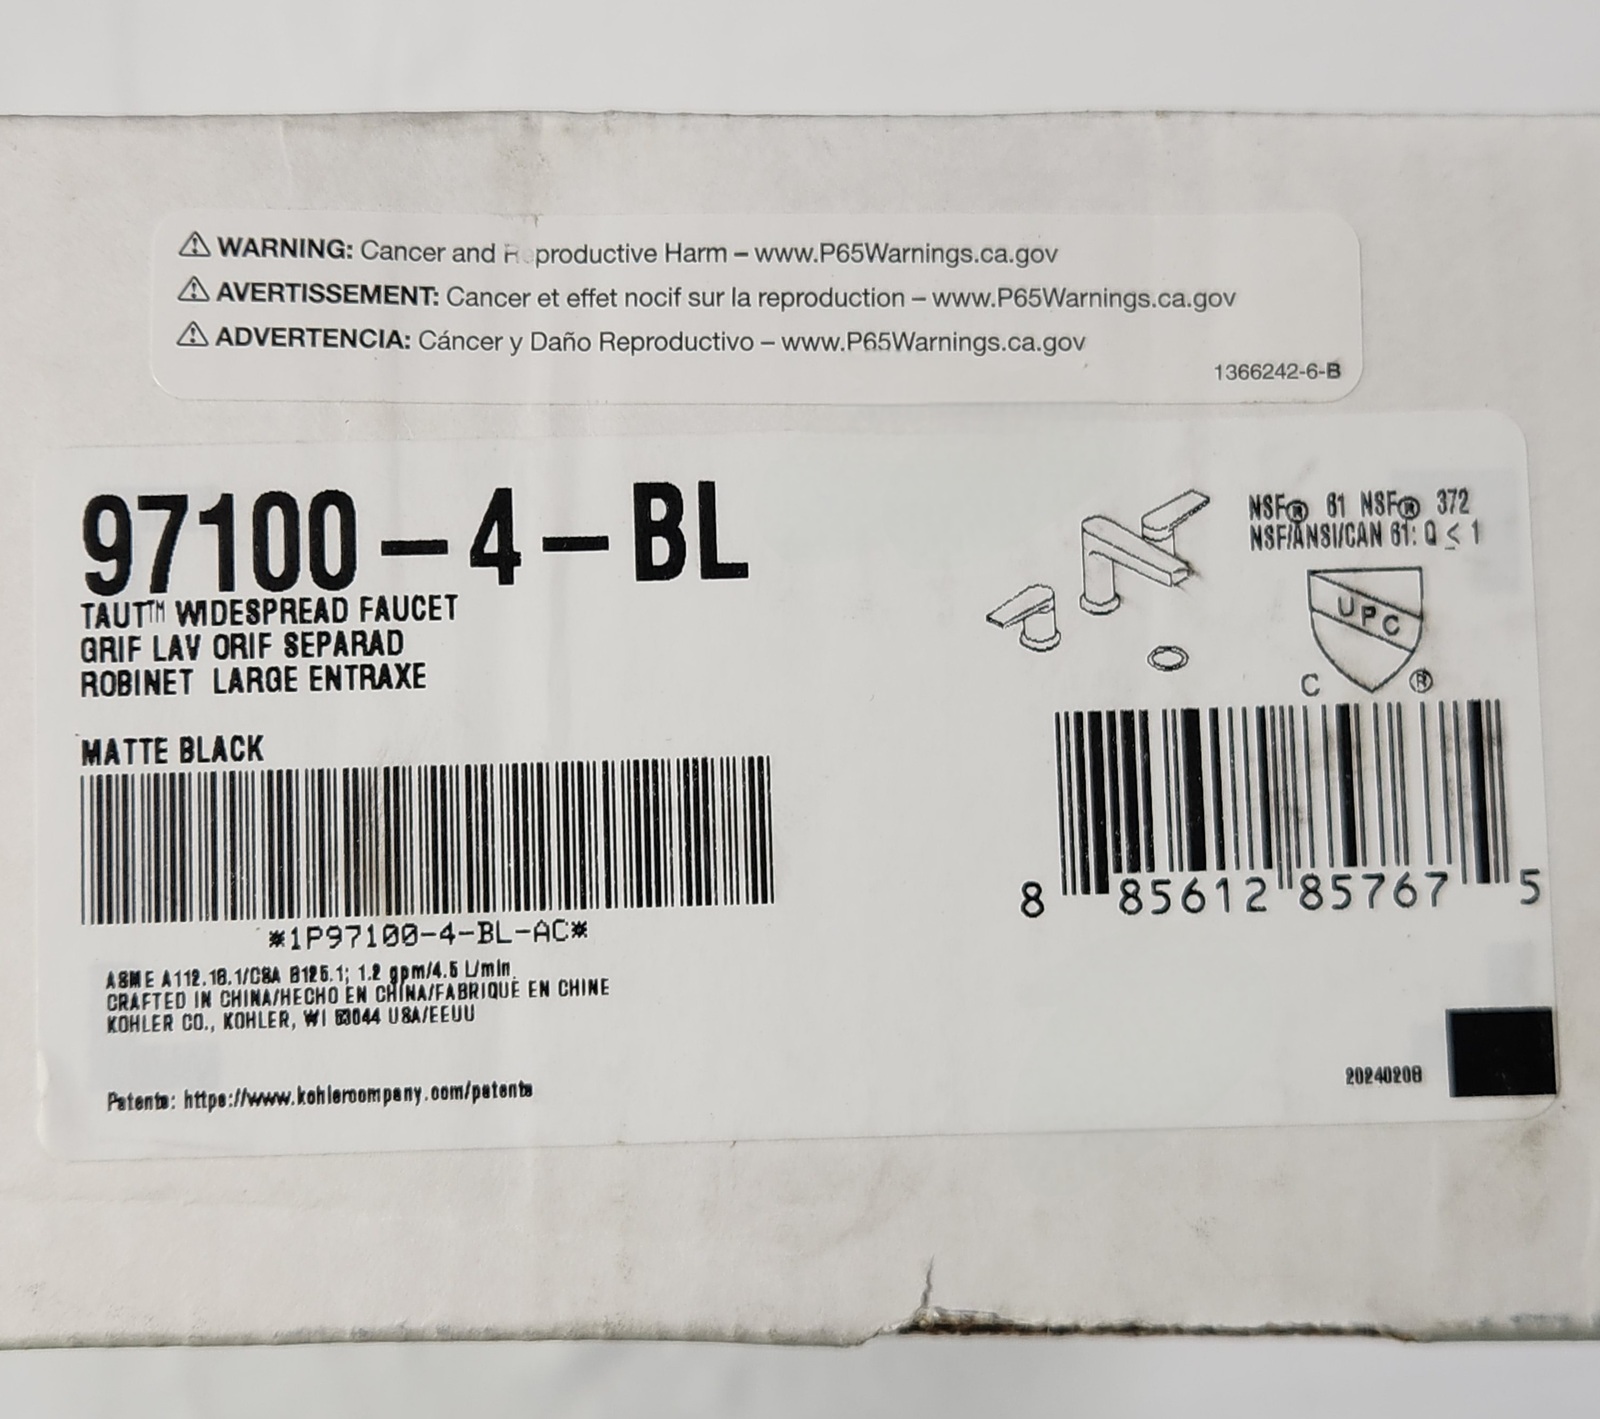 ⚠ WARNING: Cancer and Reproductive Harm – www.P65Warnings.ca.gov
⚠ AVERTISSEMENT: Cancer et effet nocif sur la reproduction – www.P65Warnings.ca.gov
⚠ ADVERTENCIA: Cáncer y Daño Reproductivo – www.P65Warnings.ca.gov
1366242-6-B
97100-4-BL
TAUT™ WIDESPREAD FAUCET
GRIF LAV ORIF SEPARAD
ROBINET LARGE ENTRAXE
MATTE BLACK
*1P97100-4-BL-AC*
ASME A112.18.1/CSA B125.1; 1.2 gpm/4.5 L/min
CRAFTED IN CHINA/HECHO EN CHINA/FABRIQUE EN CHINE
KOHLER CO., KOHLER, WI 53044 USA/EEUU
Patents: https://www.kohlercompany.com/patents
NSF® 61 NSF® 372
NSF/ANSI/CAN 61: Q ≤ 1
UPC
C ®
8 85612 85767 5
20240208